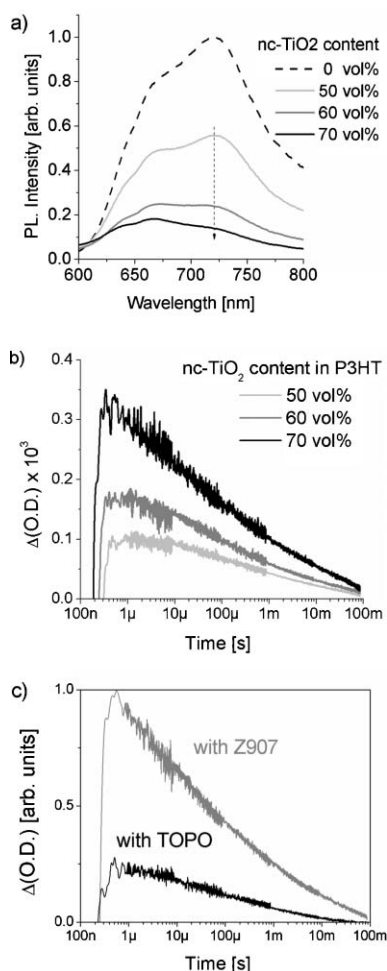 a)
nc-TiO2 content
0 vol%
50 vol%
60 vol%
70 vol%
PL. Intensity [arb. units]
1.0
0.8
0.6
0.4
0.2
0.0
600 650 700 750 800
Wavelength [nm]
b)
nc-TiO₂ content in P3HT
50 vol%
60 vol%
70 vol%
Δ(O.D.) x 10³
0.4
0.3
0.2
0.1
0.0
100n 1µ 10µ 100µ 1m 10m 100m
Time [s]
c)
with Z907
with TOPO
Δ(O.D.) [arb. units]
1.0
0.5
0.0
100n 1µ 10µ 100µ 1m 10m 100m
Time [s]